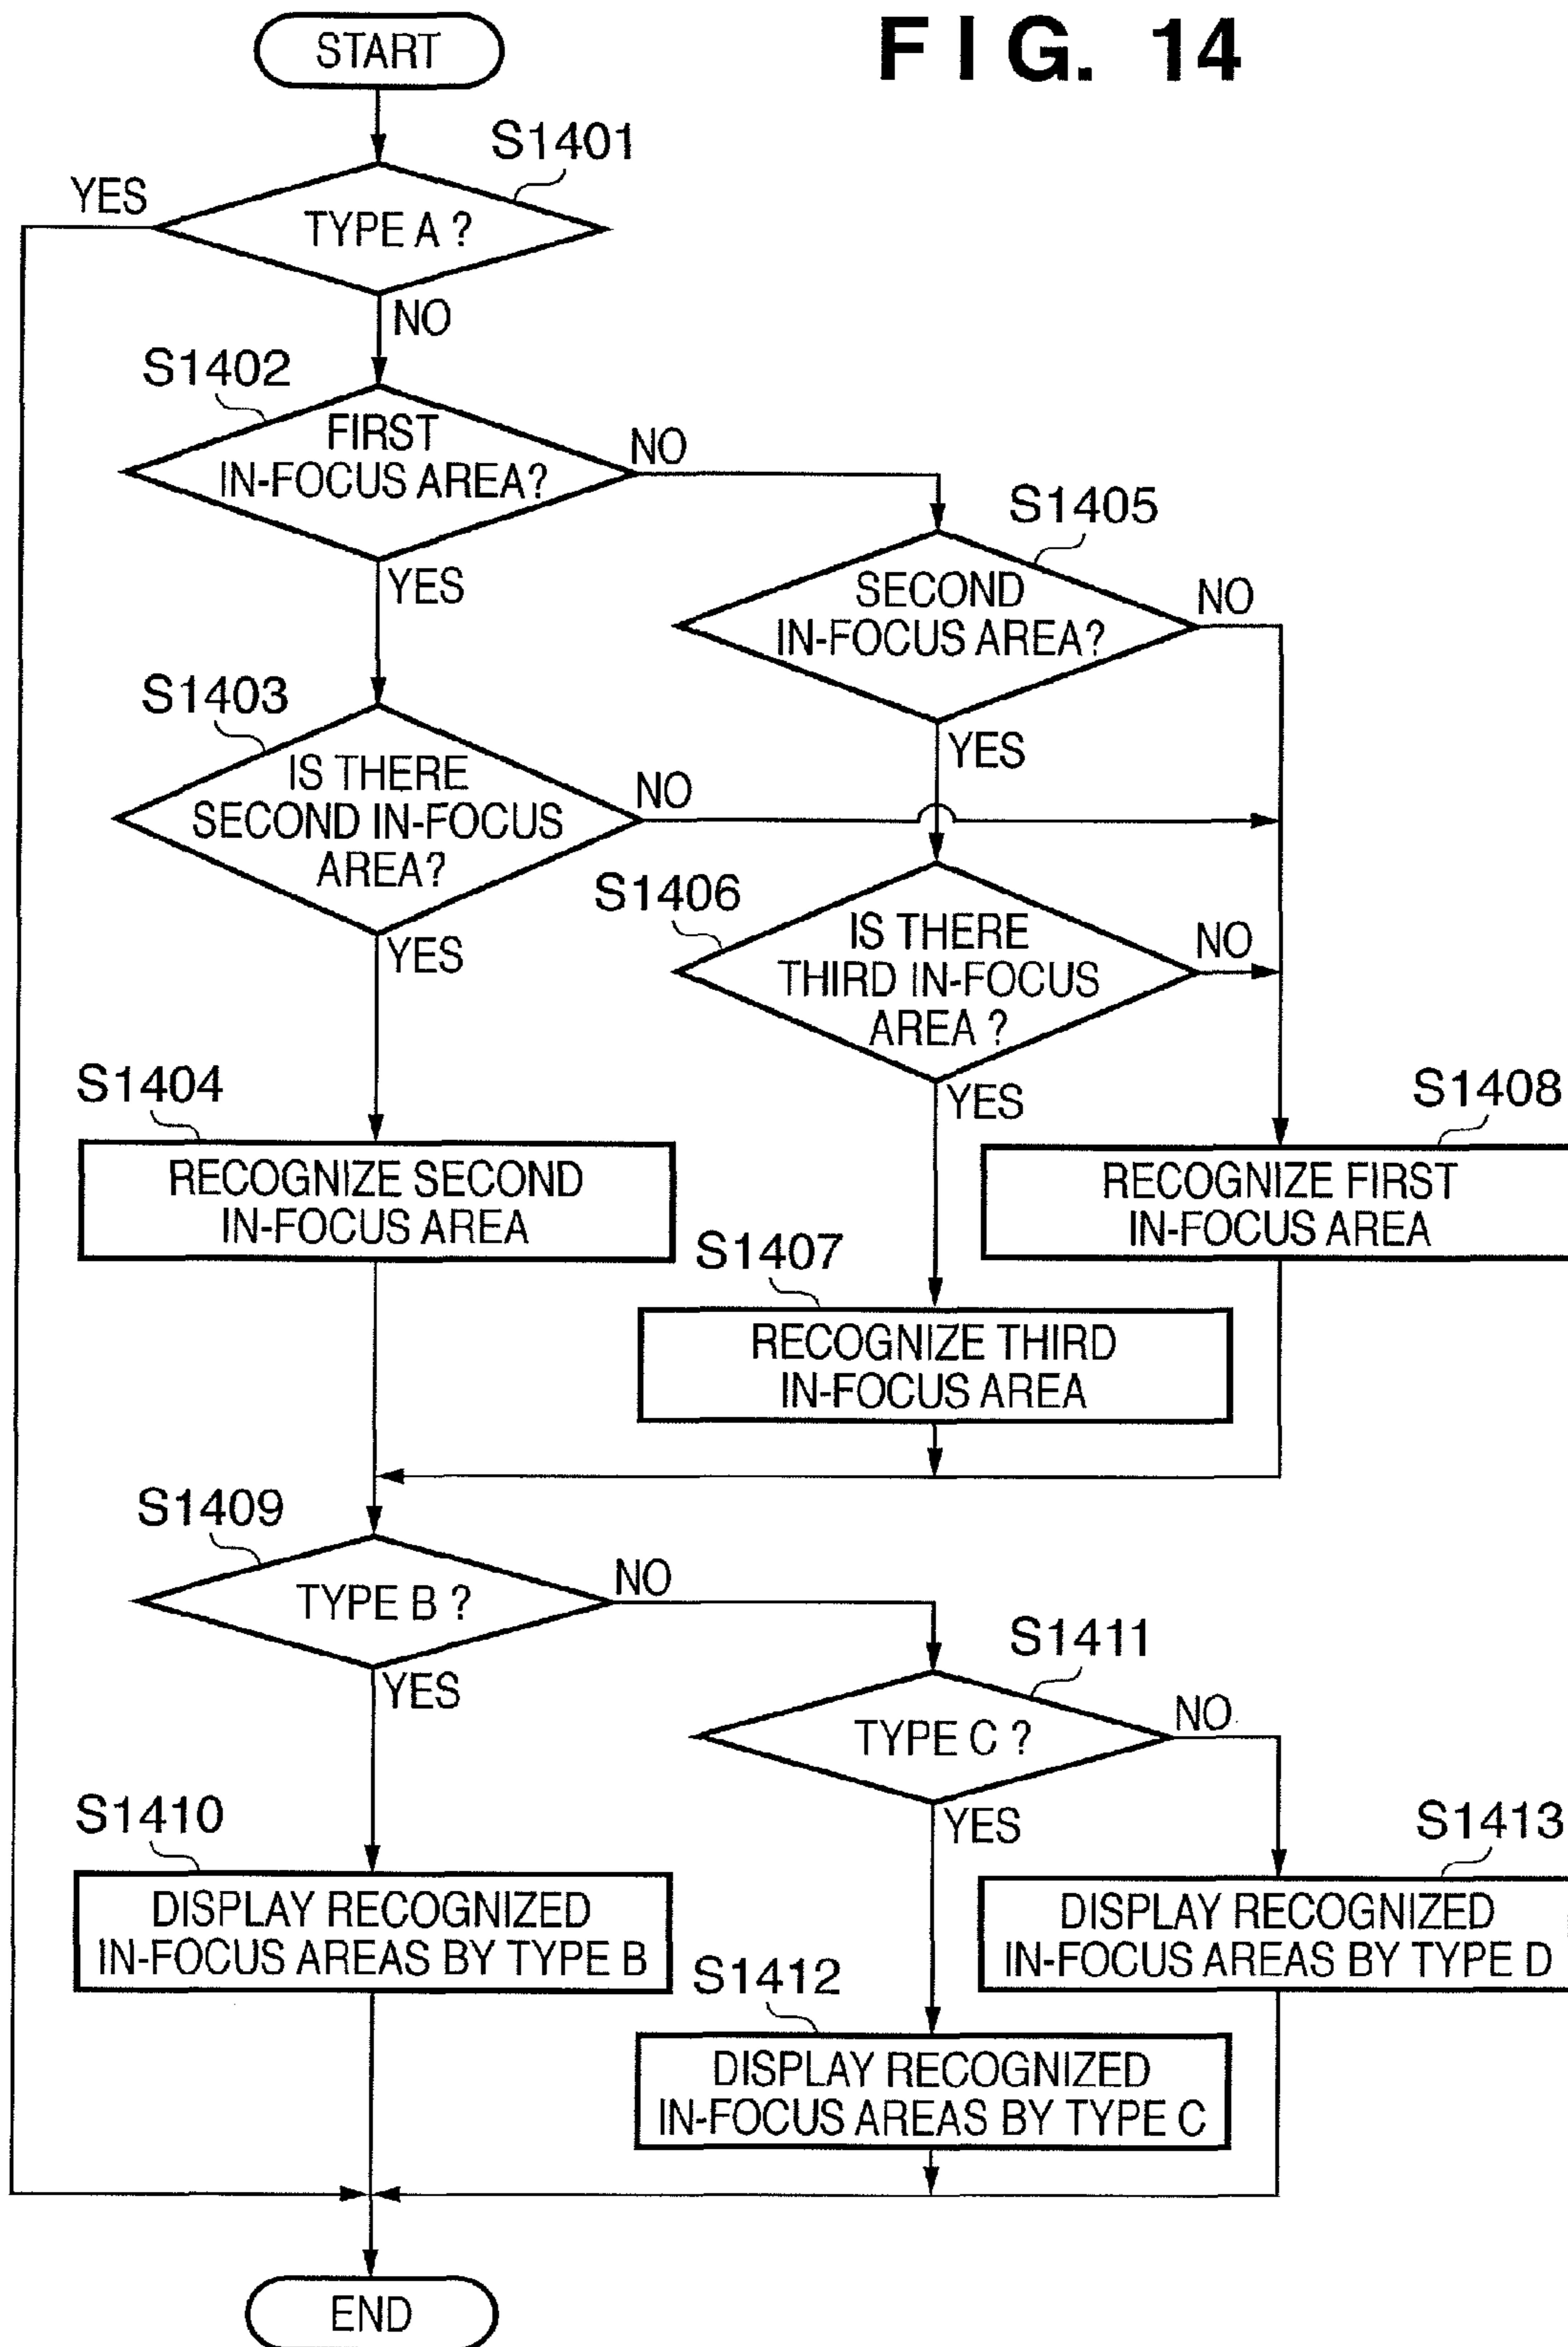 FIG. 14
START
S1401
YES
TYPE A ?
NO
S1402
FIRST
IN-FOCUS AREA?
NO
YES
S1405
SECOND
IN-FOCUS AREA?
NO
YES
S1403
IS THERE
SECOND IN-FOCUS
AREA?
NO
YES
S1406
IS THERE
THIRD IN-FOCUS
AREA ?
NO
YES
S1404
RECOGNIZE SECOND
IN-FOCUS AREA
S1408
RECOGNIZE FIRST
IN-FOCUS AREA
S1407
RECOGNIZE THIRD
IN-FOCUS AREA
S1409
TYPE B ?
NO
YES
S1411
TYPE C ?
NO
YES
S1410
DISPLAY RECOGNIZED
IN-FOCUS AREAS BY TYPE B
S1413
DISPLAY RECOGNIZED
IN-FOCUS AREAS BY TYPE D
S1412
DISPLAY RECOGNIZED
IN-FOCUS AREAS BY TYPE C
END